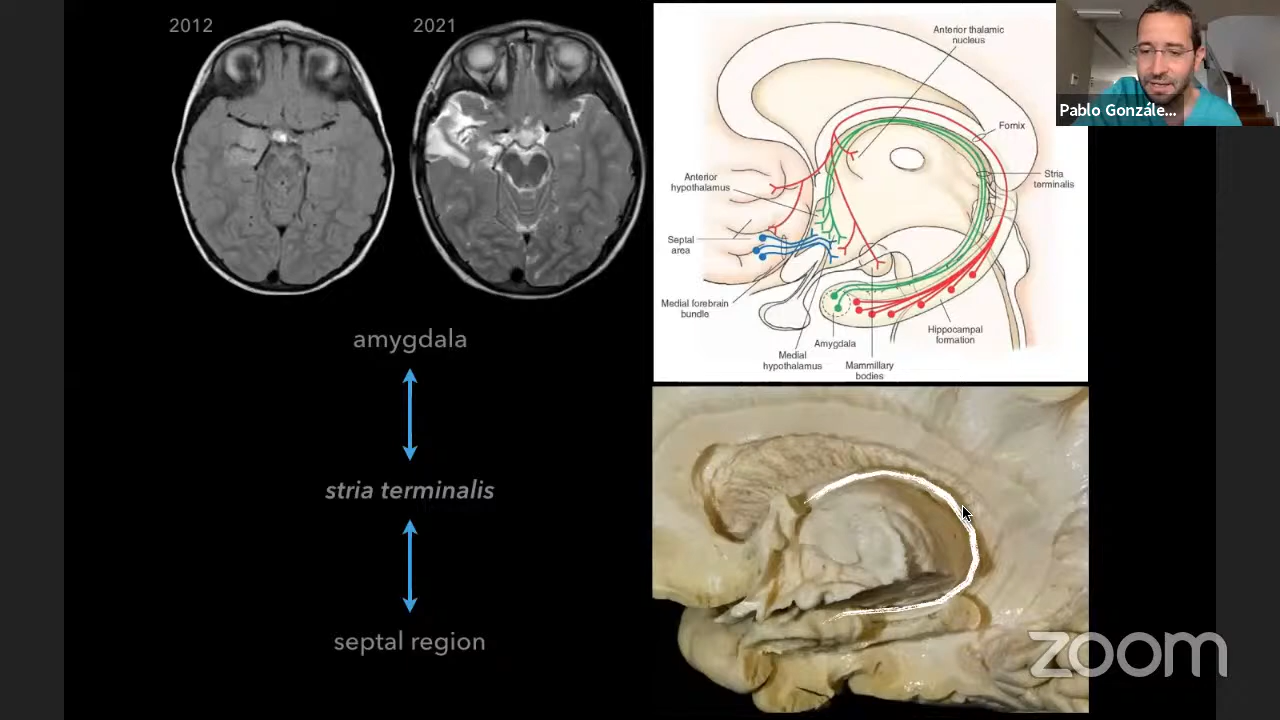 2012
2021
amygdala
stria terminalis
septal region
Anterior thalamic
nucleus
Fornix
Stria
terminalis
Anterior
hypothalamus
Septal
area
Medial forebrain
bundle
Medial
hypothalamus
Amygdala
Mammillary
bodies
Hippocampal
formation
Pablo Gonzále...
zoom